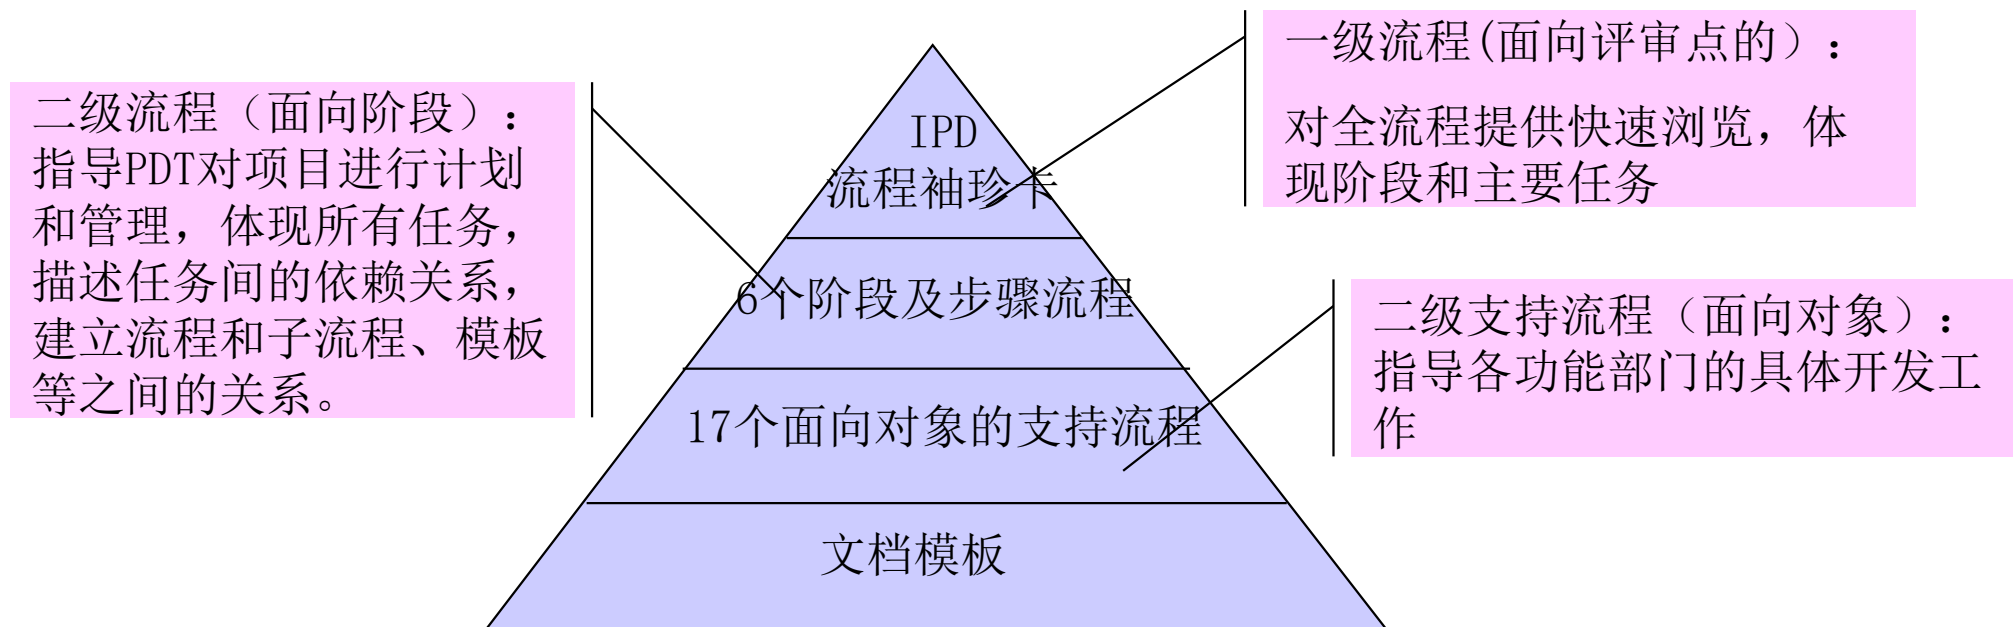 二级流程（面向阶段）：
指导PDT对项目进行计划
和管理，体现所有任务，
描述任务间的依赖关系，
建立流程和子流程、模板
等之间的关系。
IPD
流程袖珍卡
6个阶段及步骤流程
17个面向对象的支持流程
文档模板
一级流程(面向评审点的）：
对全流程提供快速浏览，体
现阶段和主要任务
二级支持流程（面向对象）：
指导各功能部门的具体开发工
作